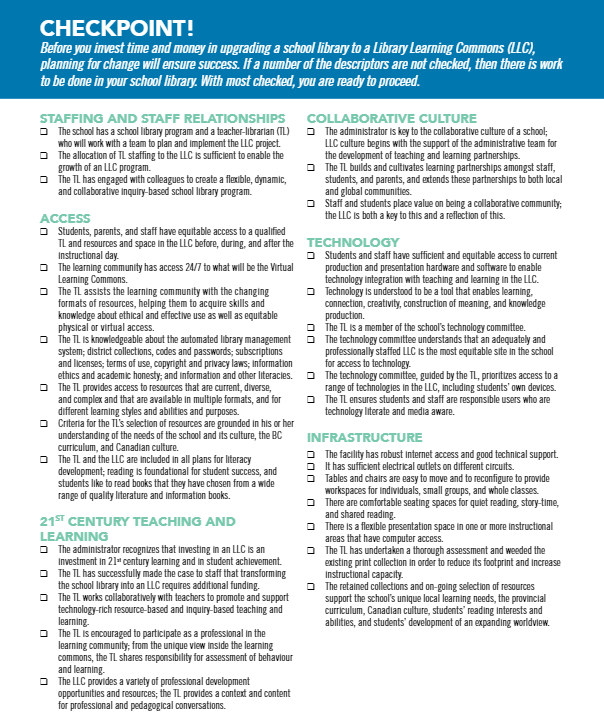 CHECKPOINT!
Before you invest time and money in upgrading a school library to a Library Learning Commons (LLC),
planning for change will ensure success. If a number of the descriptors are not checked, then there is work
to be done in your school library. With most checked, you are ready to proceed.
STAFFING AND STAFF RELATIONSHIPS
❏ The school has a school library program and a teacher-librarian (TL)
who will work with a team to plan and implement the LLC project.
❏ The allocation of TL staffing to the LLC is sufficient to enable the
growth of an LLC program.
❏ The TL has engaged with colleagues to create a flexible, dynamic,
and collaborative inquiry-based school library program.
ACCESS
❏ Students, parents, and staff have equitable access to a qualified
TL and resources and space in the LLC before, during, and after the
instructional day.
❏ The learning community has access 24/7 to what will be the Virtual
Learning Commons.
❏ The TL assists the learning community with the changing
formats of resources, helping them to acquire skills and
knowledge about ethical and effective use as well as equitable
physical or virtual access.
❏ The TL is knowledgeable about the automated library management
system; district collections, codes and passwords; subscriptions
and licenses; terms of use, copyright and privacy laws; information
ethics and academic honesty; and information and other literacies.
❏ The TL provides access to resources that are current, diverse,
and complex and that are available in multiple formats, and for
different learning styles and abilities and purposes.
❏ Criteria for the TL's selection of resources are grounded in his or her
understanding of the needs of the school and its culture, the BC
curriculum, and Canadian culture.
❏ The TL and the LLC are included in all plans for literacy
development; reading is foundational for student success, and
students like to read books that they have chosen from a wide
range of quality literature and information books.
21ST CENTURY TEACHING AND
LEARNING
❏ The administrator recognizes that investing in an LLC is an
investment in 21st century learning and in student achievement.
❏ The TL has successfully made the case to staff that transforming
the school library into an LLC requires additional funding.
❏ The TL works collaboratively with teachers to promote and support
technology-rich resource-based and inquiry-based teaching and
learning.
❏ The TL is encouraged to participate as a professional in the
learning community; from the unique view inside the learning
commons, the TL shares responsibility for assessment of behaviour
and learning.
❏ The LLC provides a variety of professional development
opportunities and resources; the TL provides a context and content
for professional and pedagogical conversations.
COLLABORATIVE CULTURE
❏ The administrator is key to the collaborative culture of a school;
LLC culture begins with the support of the administrative team for
the development of teaching and learning partnerships.
❏ The TL builds and cultivates learning partnerships amongst staff,
students, and parents, and extends these partnerships to both local
and global communities.
❏ Staff and students place value on being a collaborative community;
the LLC is both a key to this and a reflection of this.
TECHNOLOGY
❏ Students and staff have sufficient and equitable access to current
production and presentation hardware and software to enable
technology integration with teaching and learning in the LLC.
❏ Technology is understood to be a tool that enables learning,
connection, creativity, construction of meaning, and knowledge
production.
❏ The TL is a member of the school's technology committee.
❏ The technology committee understands that an adequately and
professionally staffed LLC is the most equitable site in the school
for access to technology.
❏ The technology committee, guided by the TL, prioritizes access to a
range of technologies in the LLC, including students' own devices.
❏ The TL ensures students and staff are responsible users who are
technology literate and media aware.
INFRASTRUCTURE
❏ The facility has robust internet access and good technical support.
❏ It has sufficient electrical outlets on different circuits.
❏ Tables and chairs are easy to move and to reconfigure to provide
workspaces for individuals, small groups, and whole classes.
❏ There are comfortable seating spaces for quiet reading, story-time,
and shared reading.
❏ There is a flexible presentation space in one or more instructional
areas that have computer access.
❏ The TL has undertaken a thorough assessment and weeded the
existing print collection in order to reduce its footprint and increase
instructional capacity.
❏ The retained collections and on-going selection of resources
support the school's unique local learning needs, the provincial
curriculum, Canadian culture, students' reading interests and
abilities, and students' development of an expanding worldview.